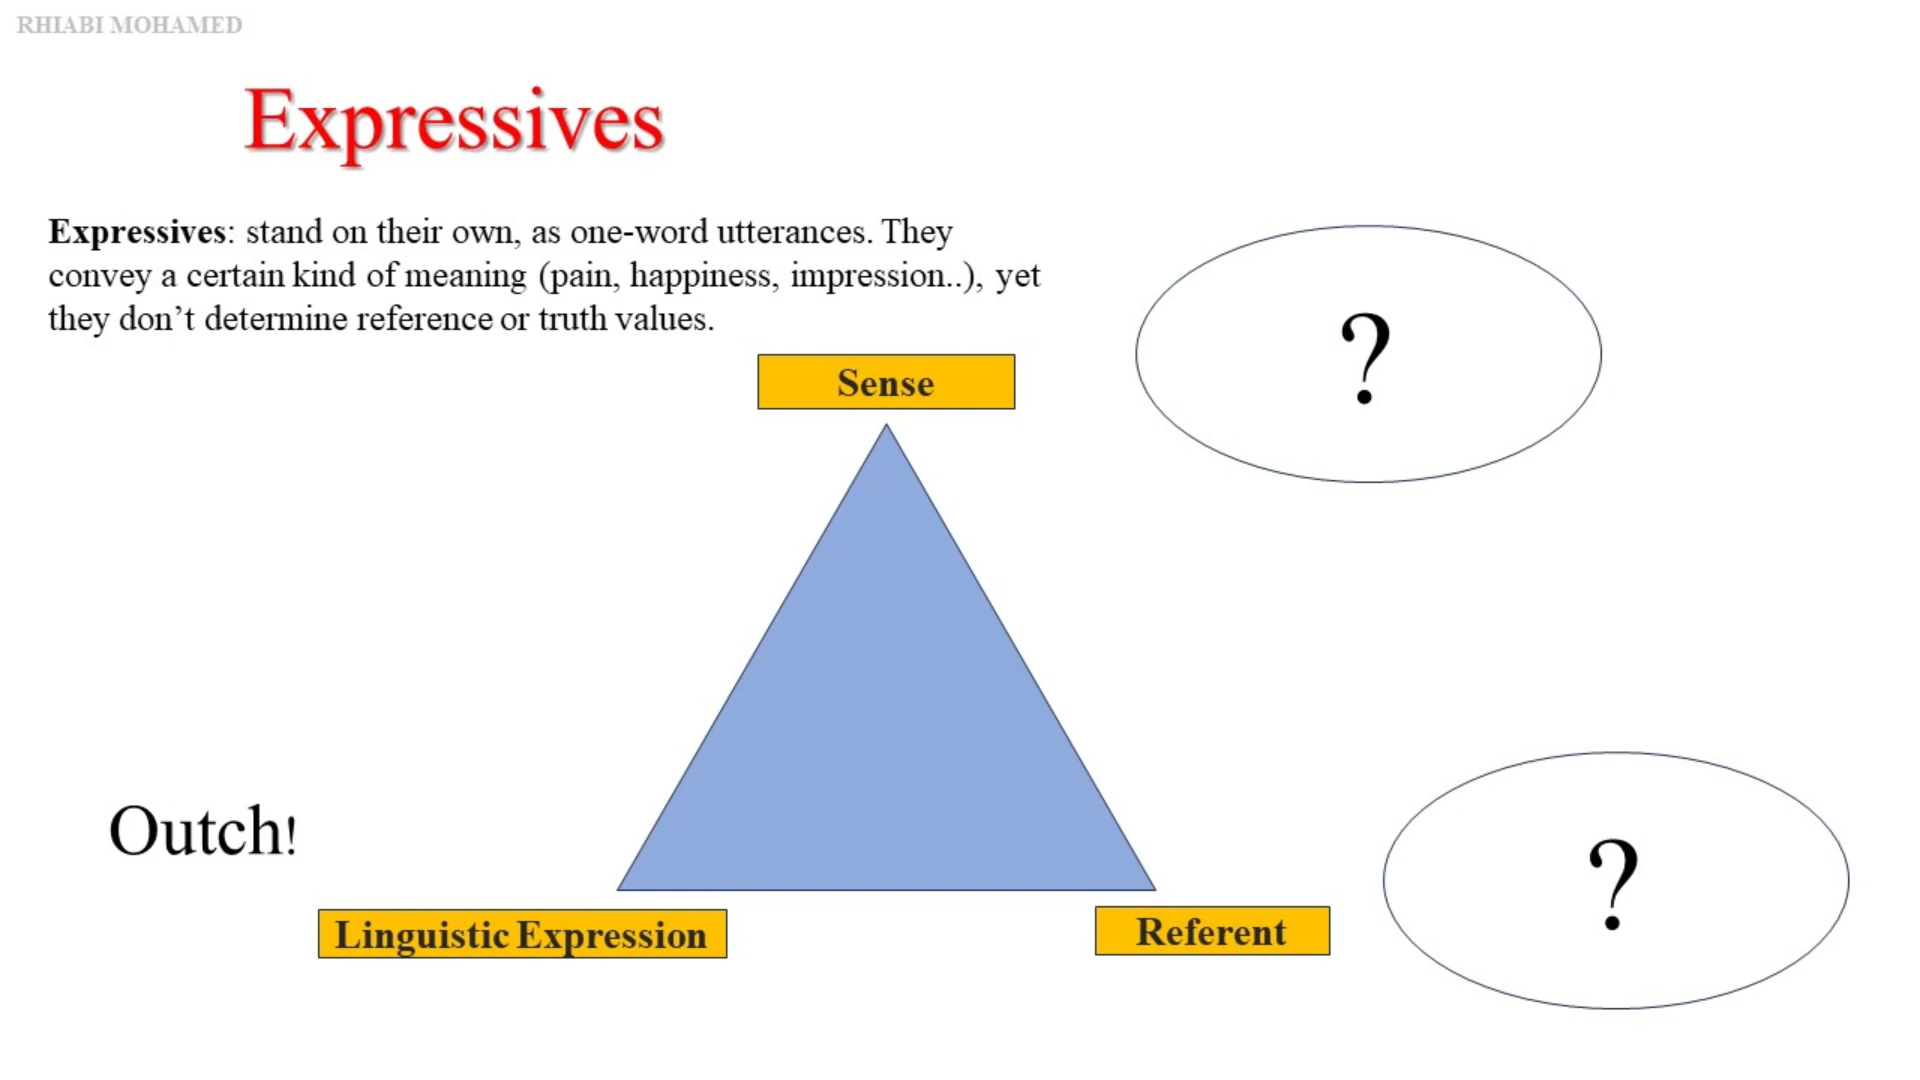 RHIABI MOHAMED
Expressives
Expressives: stand on their own, as one-word utterances. They
convey a certain kind of meaning (pain, happiness, impression..), yet
they don’t determine reference or truth values.
Sense
?
Outch!
?
Linguistic Expression
Referent